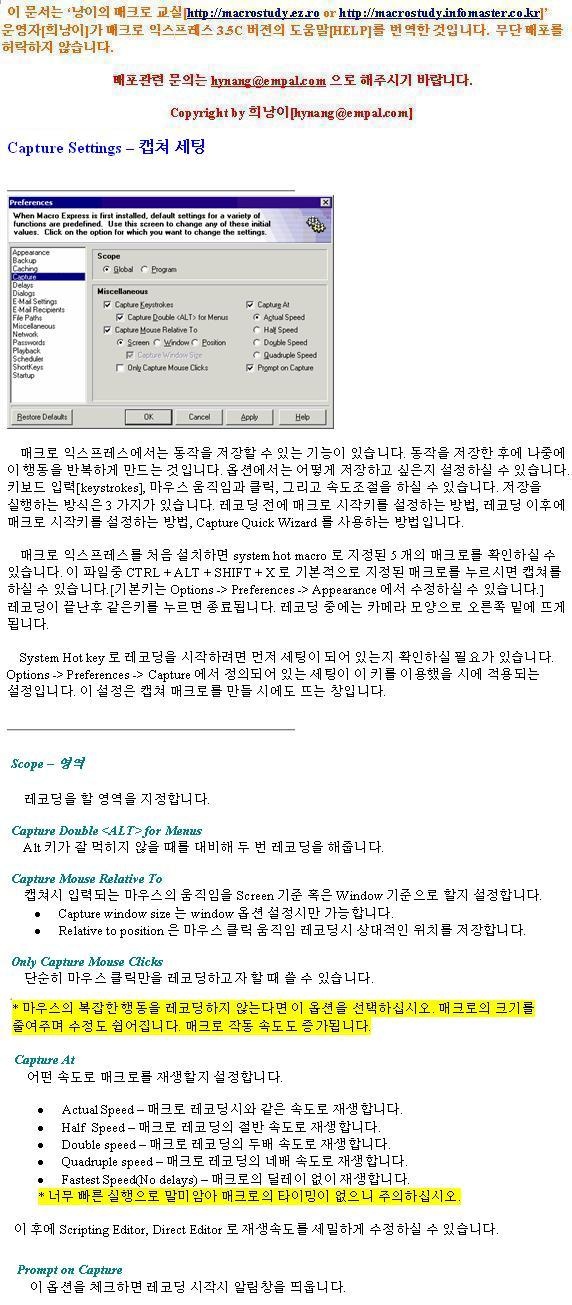 이 문서는 '낭이의 매크로 교실[http://macrostudy.ez.ro or http://macrostudy.infomaster.co.kr]'
운영자[희낭이]가 매크로 익스프레스 3.5C 버젼의 도움말[HELP]를 번역한 것입니다. 무단 배포를
허락하지 않습니다.
배포관련 문의는 hynang@empal.com 으로 해주시기 바랍니다.
Copyright by 희낭이[hynang@empal.com]
Capture Settings – 캡쳐 세팅
Preferences
When Macro Express is first installed, default settings for a variety of
functions are predefined. Use this screen to change any of these initial
values. Click on the option for which you want to change the settings.
Appearance
Backup
Caching
Capture
Delays
Dialogs
E-Mail Settings
E-Mail Recipients
File Paths
Miscellaneous
Network
Passwords
Playback
Scheduler
ShortKeys
Startup
Scope
Global Program
Miscellaneous
Capture Keystrokes
Capture Double <ALT> for Menus
Capture Mouse Relative To
Screen Window Position
Capture Window Size
Only Capture Mouse Clicks
Capture At
Actual Speed
Half Speed
Double Speed
Quadruple Speed
Prompt on Capture
Restore Defaults OK Cancel Apply Help
매크로 익스프레스에서는 동작을 저장할 수 있는 기능이 있습니다. 동작을 저장한 후에 나중에
이 행동을 반복하게 만드는 것입니다. 옵션에서는 어떻게 저장하고 싶은지 설정하실 수 있습니다.
키보드 입력[keystrokes], 마우스 움직임과 클릭, 그리고 속도조절을 하실 수 있습니다. 저장을
실행하는 방식은 3 가지가 있습니다. 레코딩 전에 매크로 시작키를 설정하는 방법, 레코딩 이후에
매크로 시작키를 설정하는 방법, Capture Quick Wizard 를 사용하는 방법입니다.
매크로 익스프레스를 처음 설치하면 system hot macro 로 지정된 5 개의 매크로를 확인하실 수
있습니다. 이 파일중 CTRL + ALT + SHIFT + X 로 기본적으로 지정된 매크로를 누르시면 캡쳐를
하실 수 있습니다.[기본키는 Options -> Preferences -> Appearance 에서 수정하실 수 있습니다.]
레코딩이 끝난후 같은키를 누르면 종료됩니다. 레코딩 중에는 카메라 모양으로 오른쪽 밑에 뜨게
됩니다.
System Hot key 로 레코딩을 시작하려면 먼저 세팅이 되어 있는지 확인하실 필요가 있습니다.
Options -> Preferences -> Capture 에서 정의되어 있는 세팅이 이 키를 이용했을 시에 적용되는
설정입니다. 이 설정은 캡쳐 매크로를 만들 시에도 뜨는 창입니다.
Scope – 영역
레코딩을 할 영역을 지정합니다.
Capture Double <ALT> for Menus
Alt 키가 잘 먹히지 않을 때를 대비해 두 번 레코딩을 해줍니다.
Capture Mouse Relative To
캡쳐시 입력되는 마우스의 움직임을 Screen 기준 혹은 Window 기준으로 할지 설정합니다.
• Capture window size 는 window 옵션 설정시만 가능합니다.
• Relative to position 은 마우스 클릭 움직임 레코딩시 상대적인 위치를 저장합니다.
Only Capture Mouse Clicks
단순히 마우스 클릭만을 레코딩하고자 할 때 쓸 수 있습니다.
* 마우스의 복잡한 행동을 레코딩하지 않는다면 이 옵션을 선택하십시오. 매크로의 크기를
줄여주며 수정도 쉬어집니다. 매크로 작동 속도도 증가됩니다.
Capture At
어떤 속도로 매크로를 재생할지 설정합니다.
• Actual Speed – 매크로 레코딩시와 같은 속도로 재생합니다.
• Half Speed – 매크로 레코딩의 절반 속도로 재생합니다.
• Double speed – 매크로 레코딩의 두배 속도로 재생합니다.
• Quadruple speed – 매크로 레코딩의 네배 속도로 재생합니다.
• Fastest Speed(No delays) – 매크로의 딜레이 없이 재생합니다.
* 너무 빠른 실행으로 말미암아 매크로의 타이밍이 없으니 주의하십시오.
이 후에 Scripting Editor, Direct Editor 로 재생속도를 세밀하게 수정하실 수 있습니다.
Prompt on Capture
이 옵션을 체크하면 레코딩 시작시 알림창을 띄웁니다.